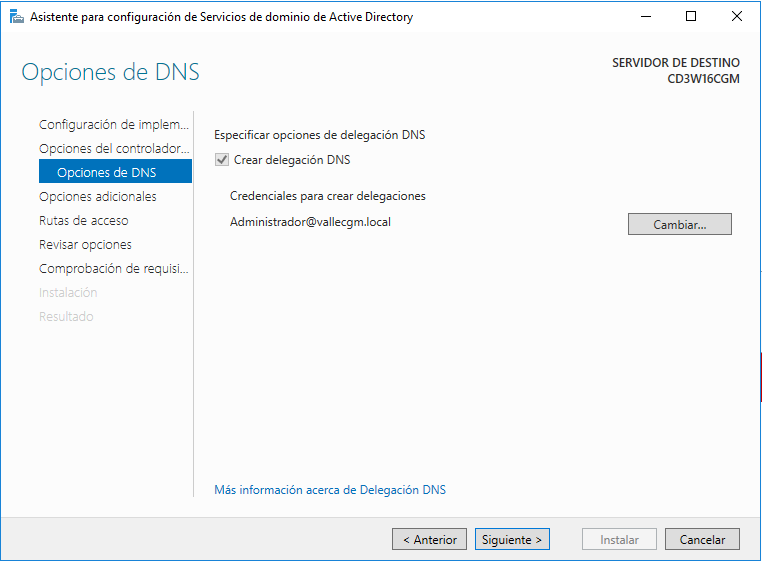 Asistente para configuración de Servicios de dominio de Active Directory
Opciones de DNS
SERVIDOR DE DESTINO
CD3W16CGM
Configuración de implem...
Opciones del controlador...
Opciones de DNS
Opciones adicionales
Rutas de acceso
Revisar opciones
Comprobación de requisi...
Instalación
Resultado
Especificar opciones de delegación DNS
Crear delegación DNS
Credenciales para crear delegaciones
Administrador@vallecgm.local
Cambiar...
Más información acerca de Delegación DNS
< Anterior
Siguiente >
Instalar
Cancelar